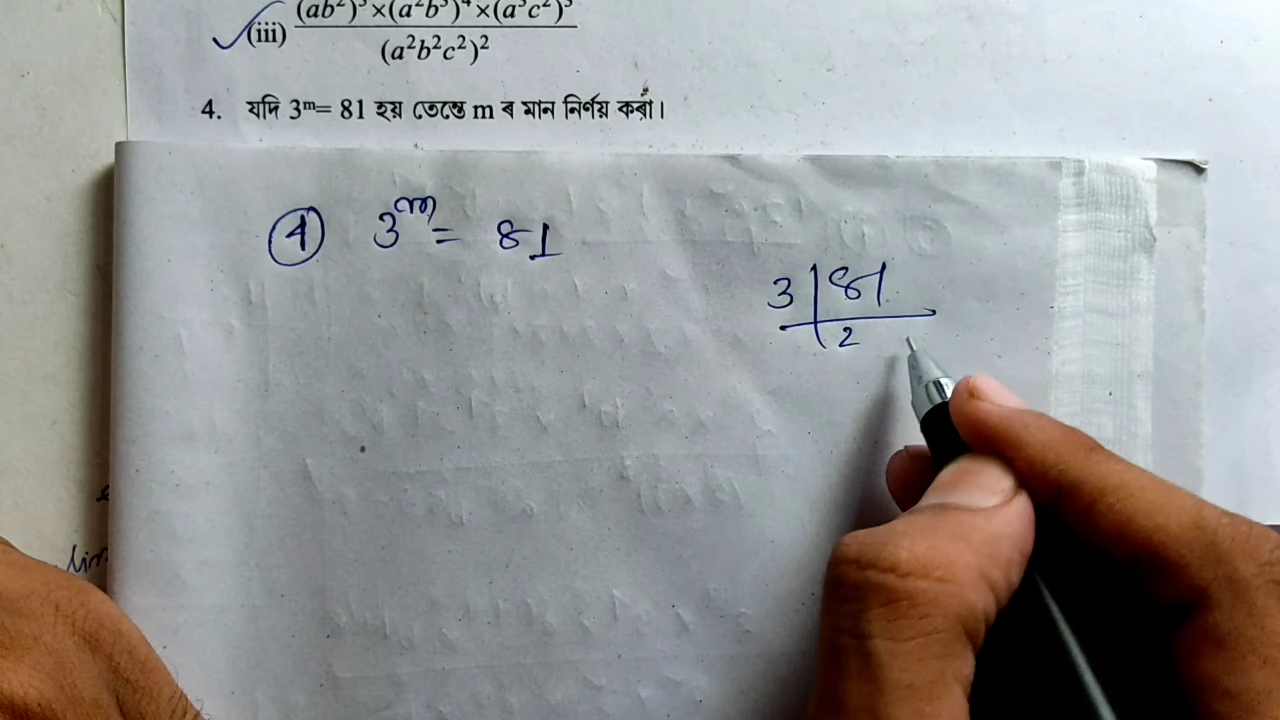 (iii) (ab²)³×(a²b³)⁴×(a³c²)³
(a²b²c²)²
4. যদি 3ᵐ= 81 হয় তেন্তে m ৰ মান নিৰ্ণয় কৰা।
④ 3ᵐ = 81
3 | 81
2